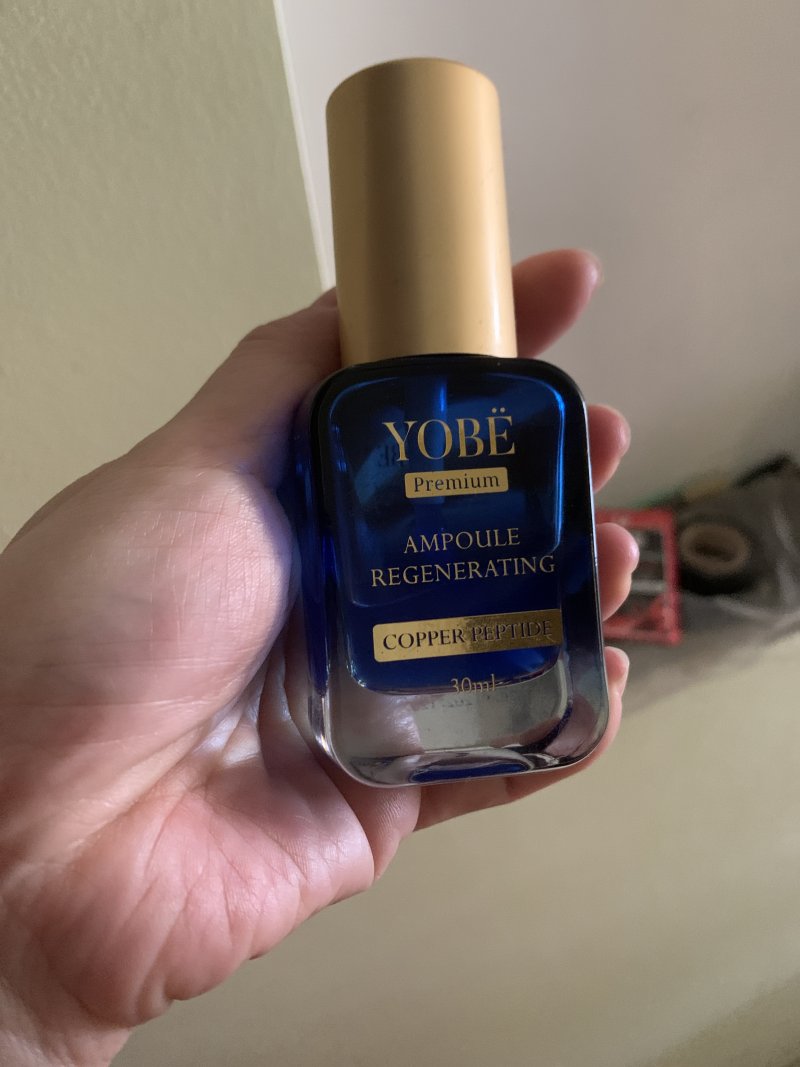 YOBË
Premium
AMPOULE
REGENERATING
COPPER PEPTIDE
30ml